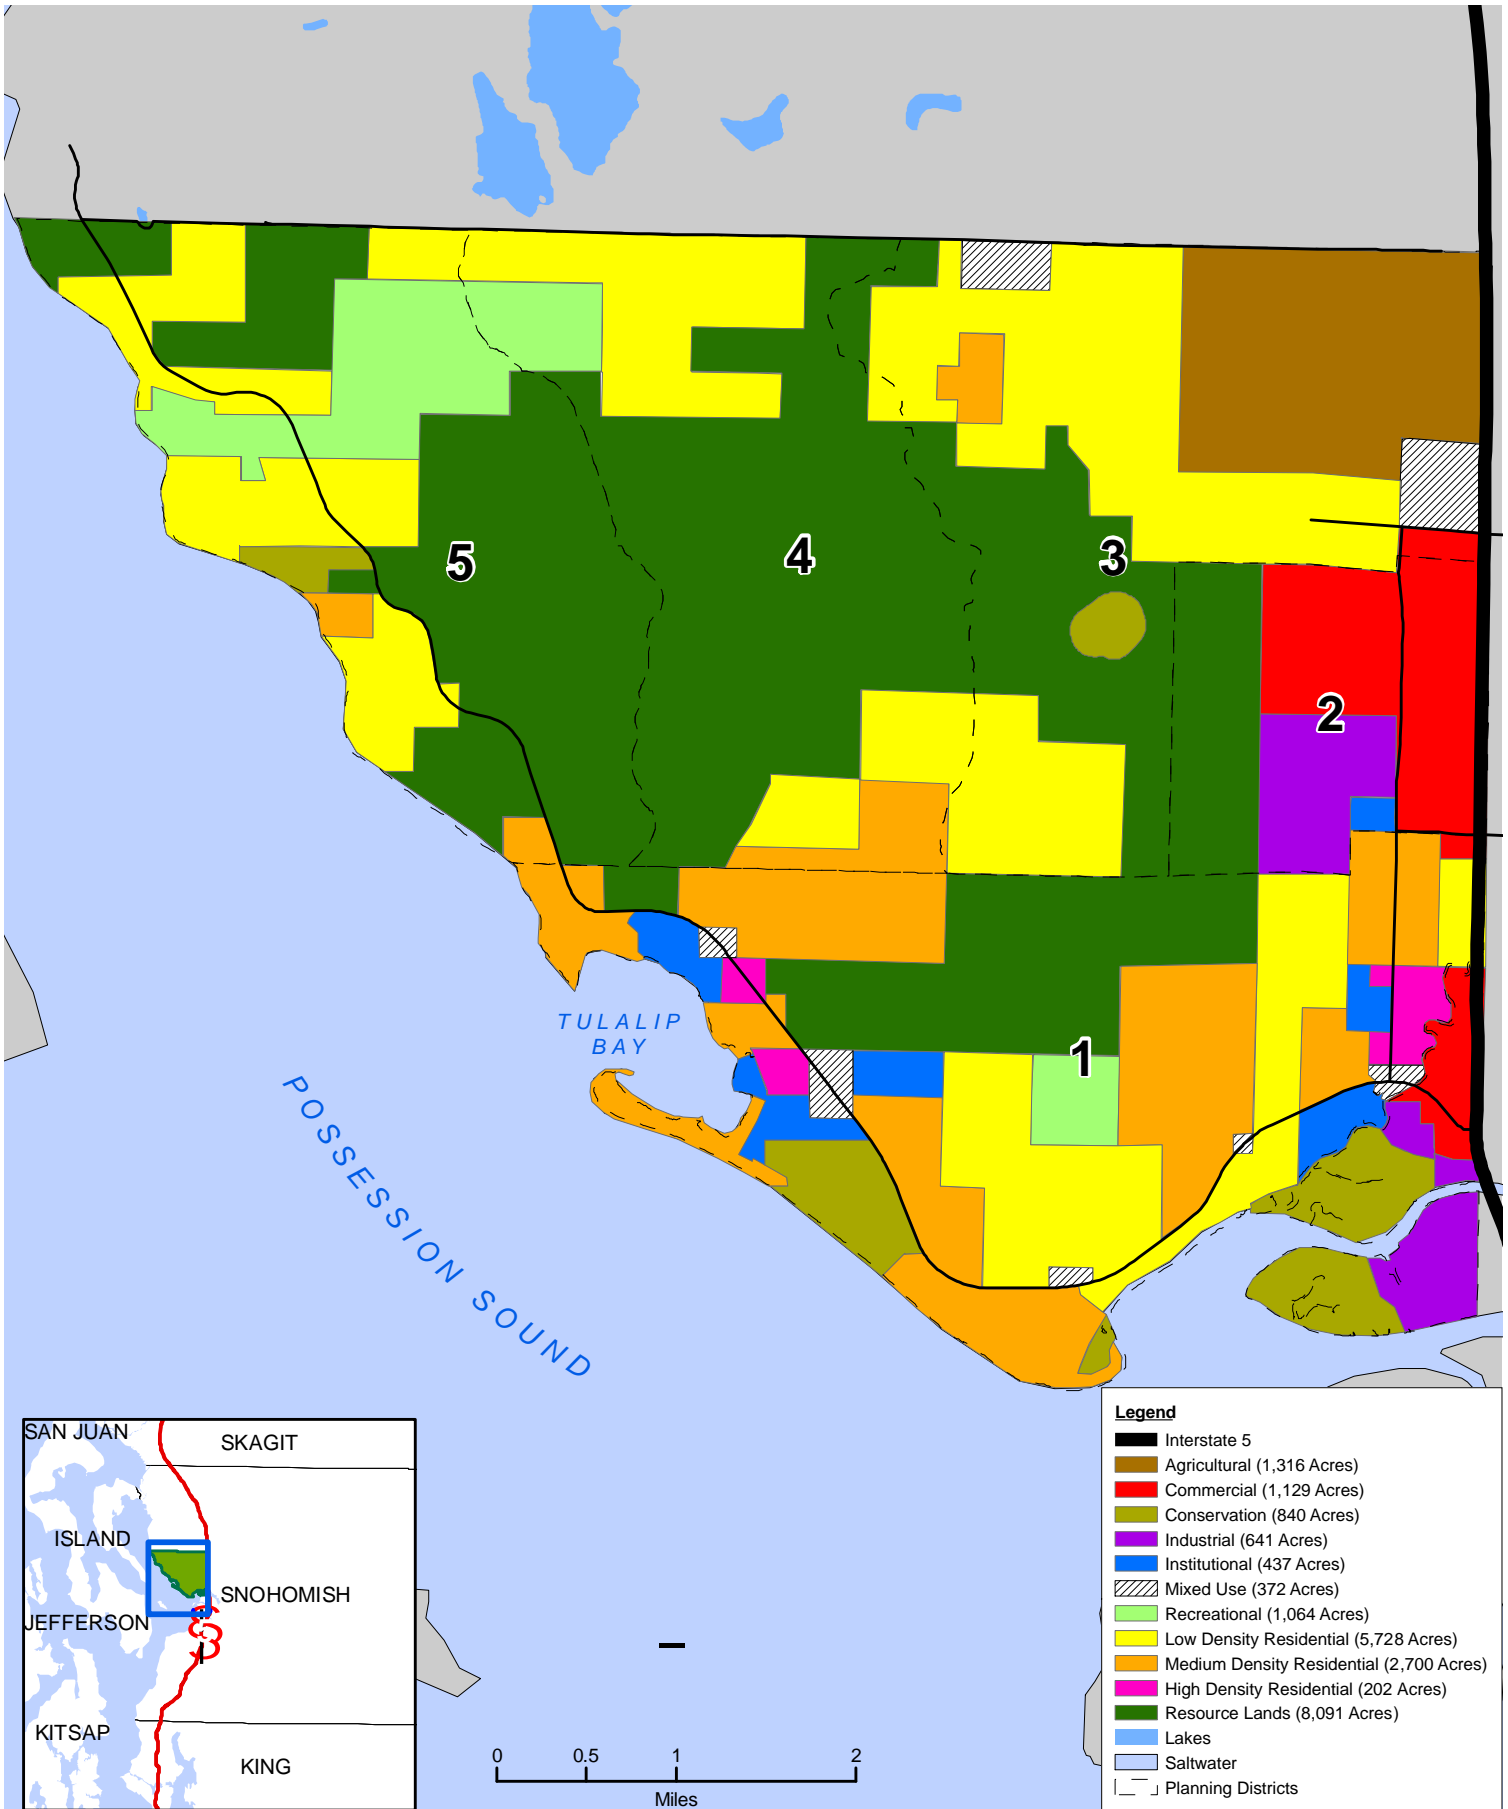 5
4
3
2
1
TULALIP
BAY
POSSESSION SOUND
SAN JUAN
SKAGIT
ISLAND
SNOHOMISH
JEFFERSON
KITSAP
KING
0 0.5 1 2
Miles
Legend
Interstate 5
Agricultural (1,316 Acres)
Commercial (1,129 Acres)
Conservation (840 Acres)
Industrial (641 Acres)
Institutional (437 Acres)
Mixed Use (372 Acres)
Recreational (1,064 Acres)
Low Density Residential (5,728 Acres)
Medium Density Residential (2,700 Acres)
High Density Residential (202 Acres)
Resource Lands (8,091 Acres)
Lakes
Saltwater
Planning Districts